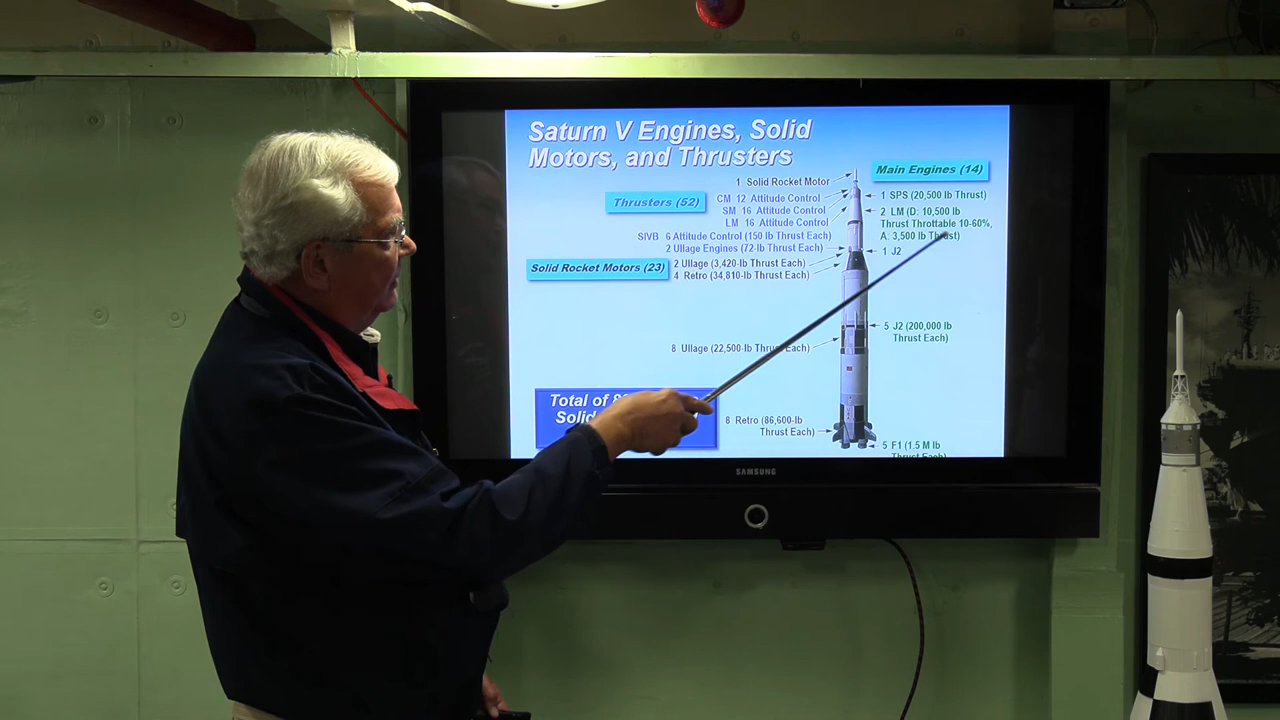 Saturn V Engines, Solid
Motors, and Thrusters
Main Engines (14)
1 Solid Rocket Motor
Thrusters (52)
CM 12 Attitude Control
SM 16 Attitude Control
LM 16 Attitude Control
SIVB 6 Attitude Control (150 lb Thrust Each)
2 Ullage Engines (72-lb Thrust Each)
1 SPS (20,500 lb Thrust)
2 LM (D: 10,500 lb
Thrust Throttable 10-60%,
A: 3,500 lb Thrust)
1 J2
Solid Rocket Motors (23)
2 Ullage (3,420-lb Thrust Each)
4 Retro (34,810-lb Thrust Each)
5 J2 (200,000 lb
Thrust Each)
8 Ullage (22,500-lb Thrust Each)
Total of
8 Retro (86,600-lb
Thrust Each)
5 F1 (1.5 M lb
Thrust Each)
SAMSUNG